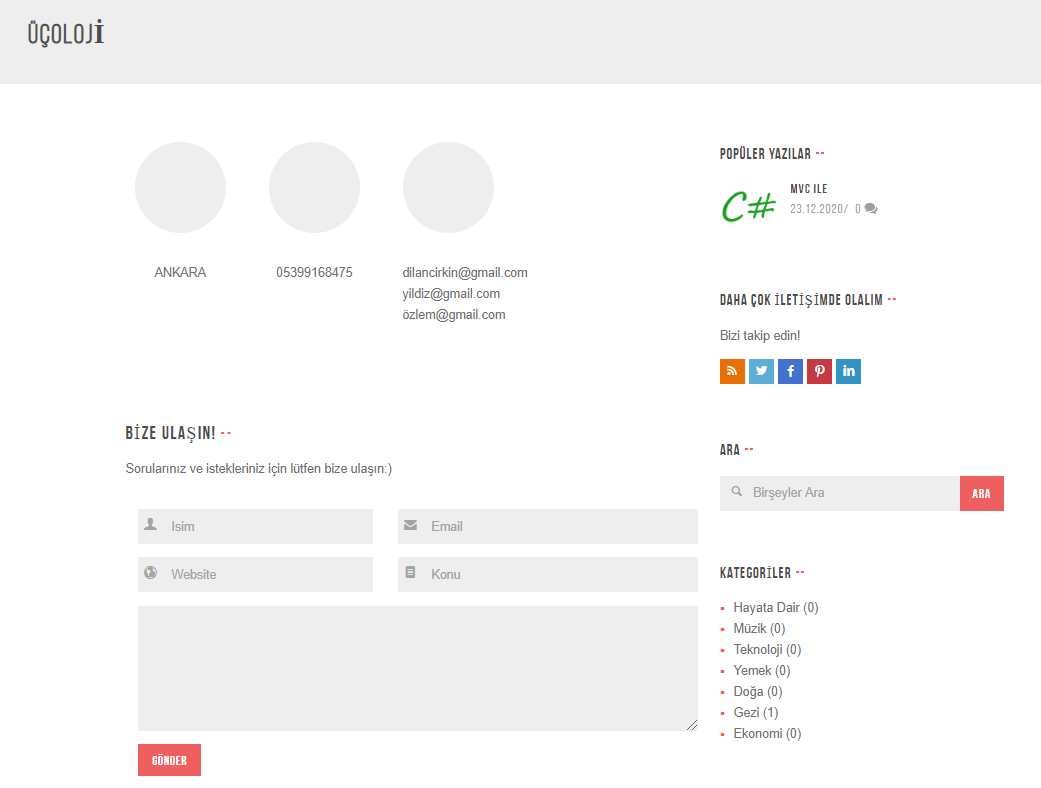 ÜÇOLOJİ
ANKARA
05399168475
dilancirkin@gmail.com
yildiz@gmail.com
özlem@gmail.com
BİZE ULAŞIN! --
Sorularınız ve istekleriniz için lütfen bize ulaşın:)
Isim
Email
Website
Konu
GÖNDER
POPÜLER YAZILAR --
C#
MVC ILE
23.12.2020/ 0
DAHA ÇOK İLETİŞİMDE OLALIM --
Bizi takip edin!
f
in
ARA --
Birşeyler Ara
ARA
KATEGORİLER --
Hayata Dair (0)
Müzik (0)
Teknoloji (0)
Yemek (0)
Doğa (0)
Gezi (1)
Ekonomi (0)